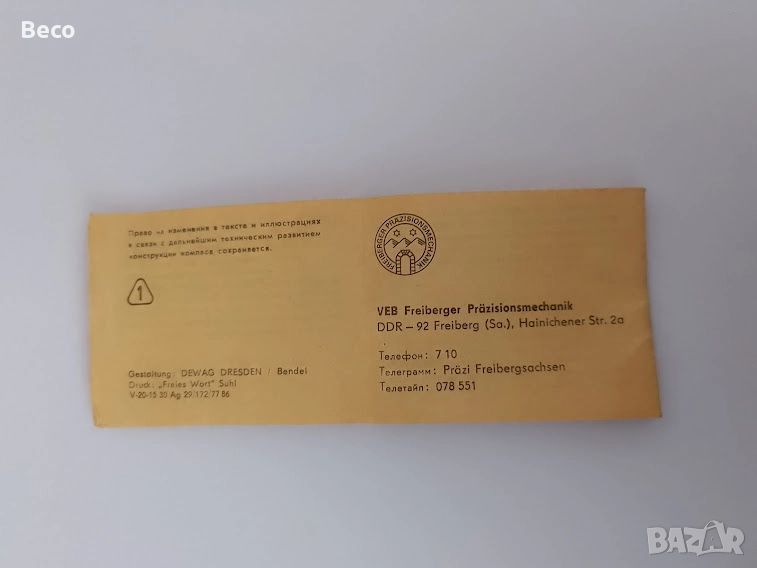 Beco
Право на изменения в тексте и иллюстрациях
в связи с дальнейшим техническим развитием
конструкции компаса сохраняется.
1
Gestaltung: DEWAG DRESDEN / Bendel
Druck: „Freies Wort" Suhl
V-20-15 30 Ag 29/172/77 86
FREIBERGER PRÄZISIONSMECHANIK
VEB Freiberger Präzisionsmechanik
DDR – 92 Freiberg (Sa.), Hainichener Str. 2a
Телефон: 7 10
Телеграмм: Präzi Freibergsachsen
Телетайп: 078 551
BAZAR